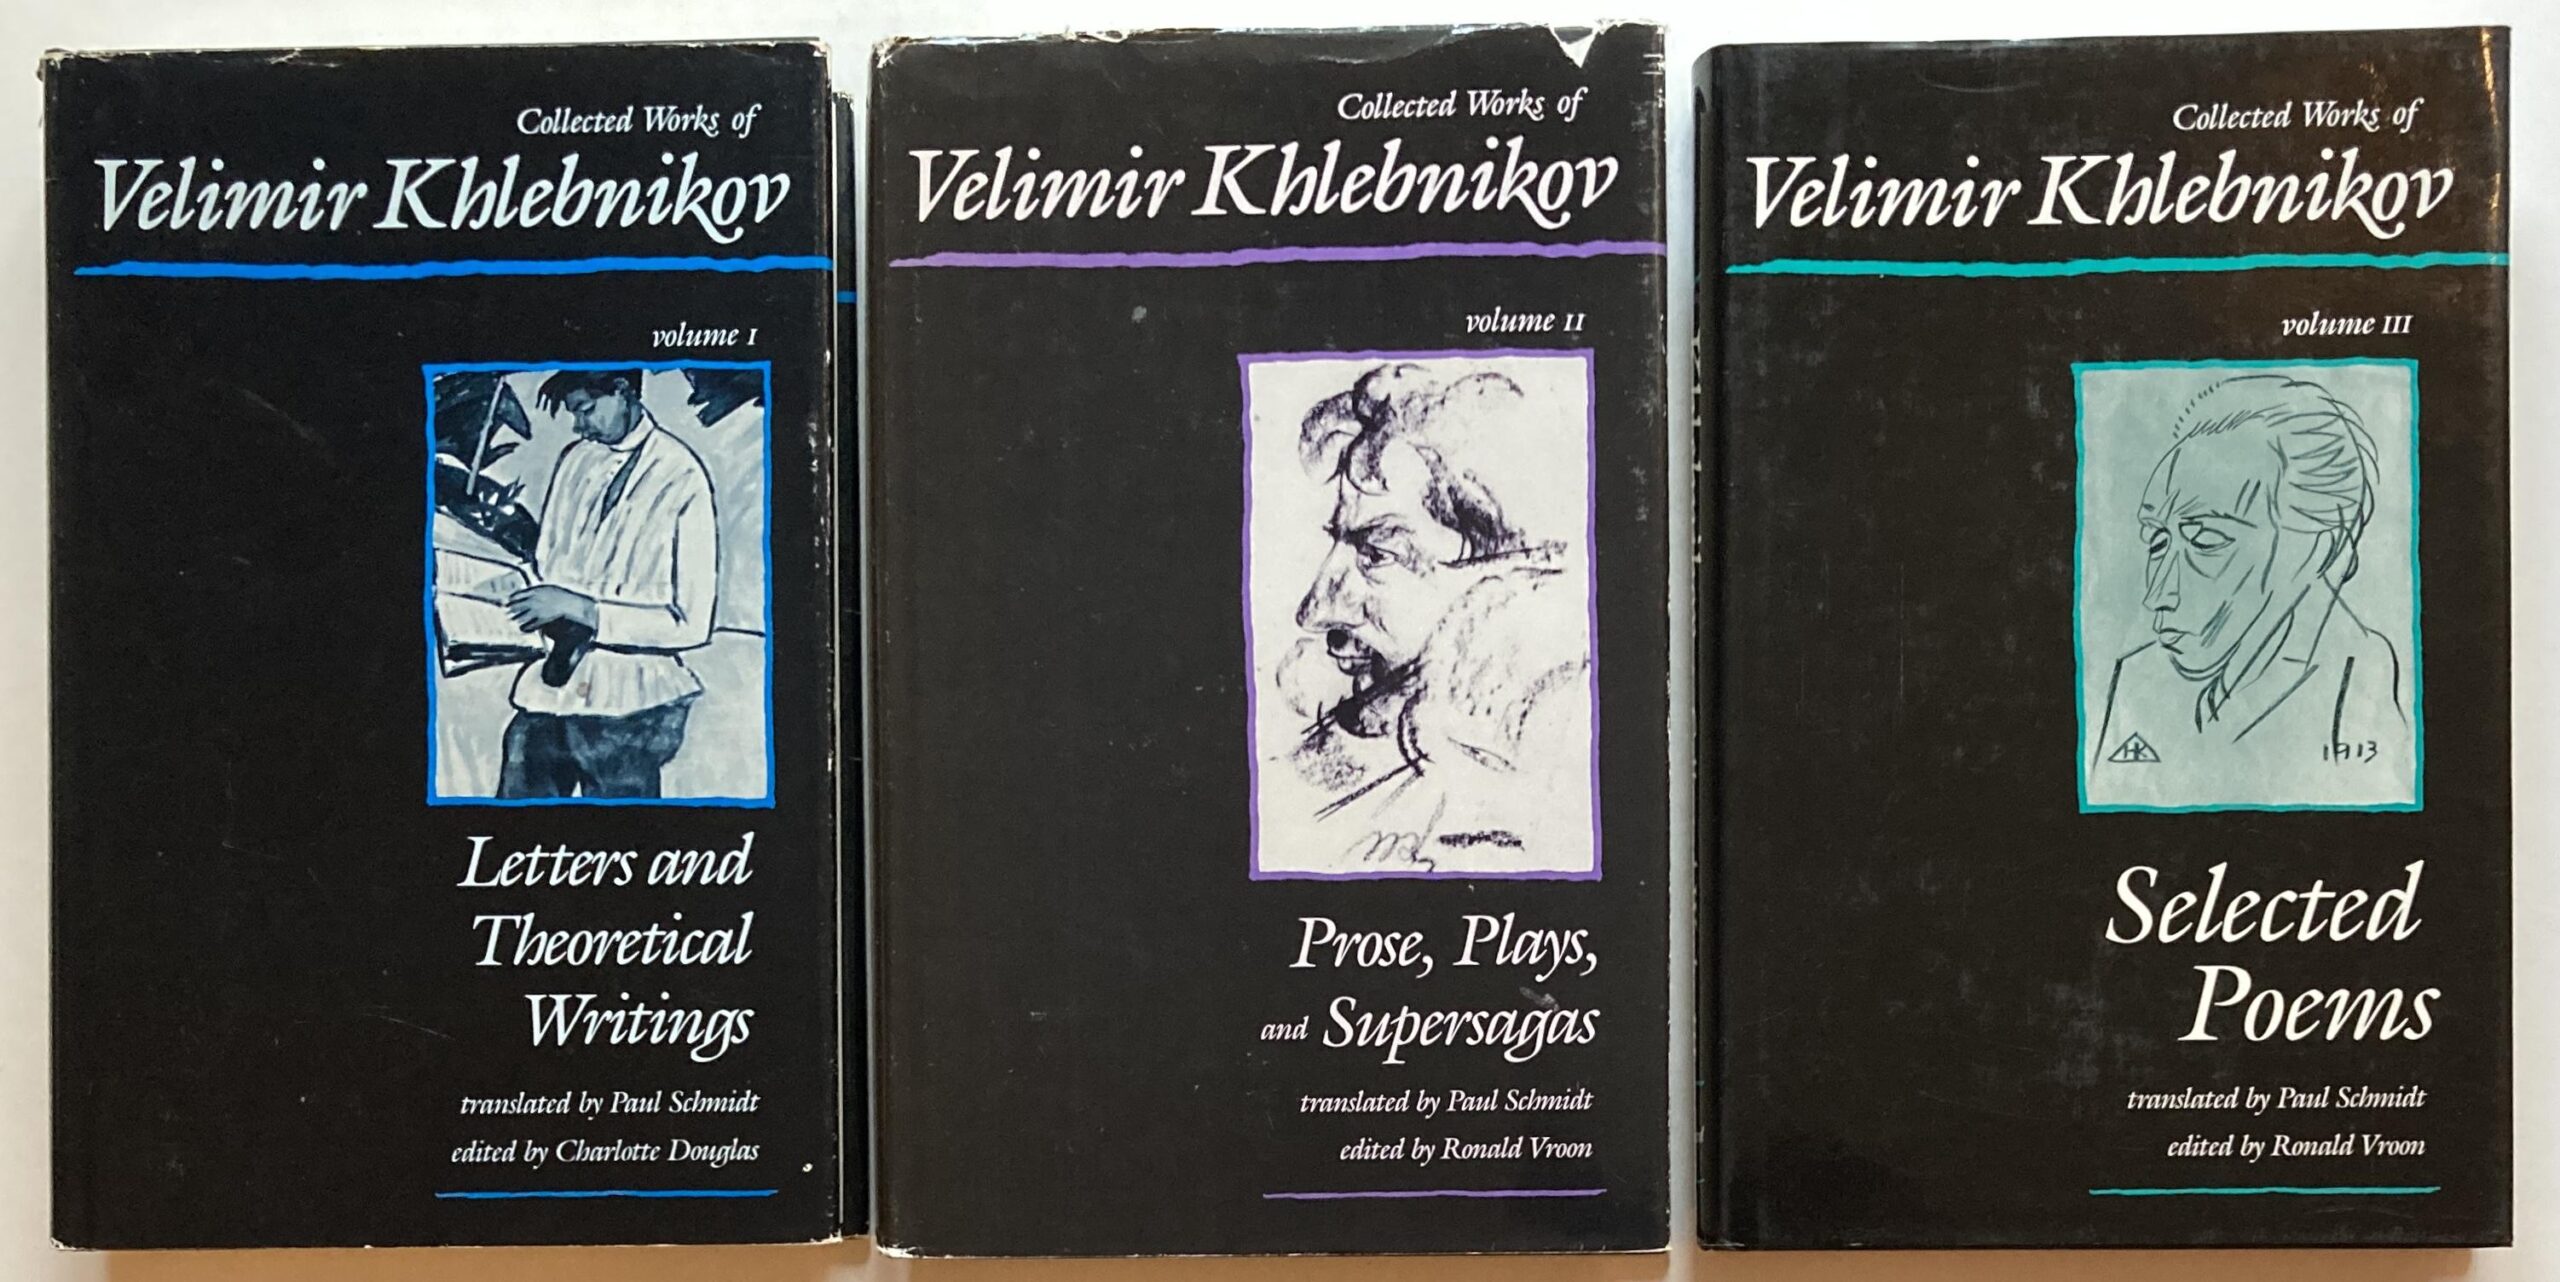 Collected Works of
Velimir Khlebnikov
volume I
Letters and
Theoretical
Writings
translated by Paul Schmidt
edited by Charlotte Douglas
Collected Works of
Velimir Khlebnikov
volume II
Prose, Plays,
and Supersagas
translated by Paul Schmidt
edited by Ronald Vroon
Collected Works of
Velimir Khlebnikov
volume III
HK
1913
Selected
Poems
translated by Paul Schmidt
edited by Ronald Vroon